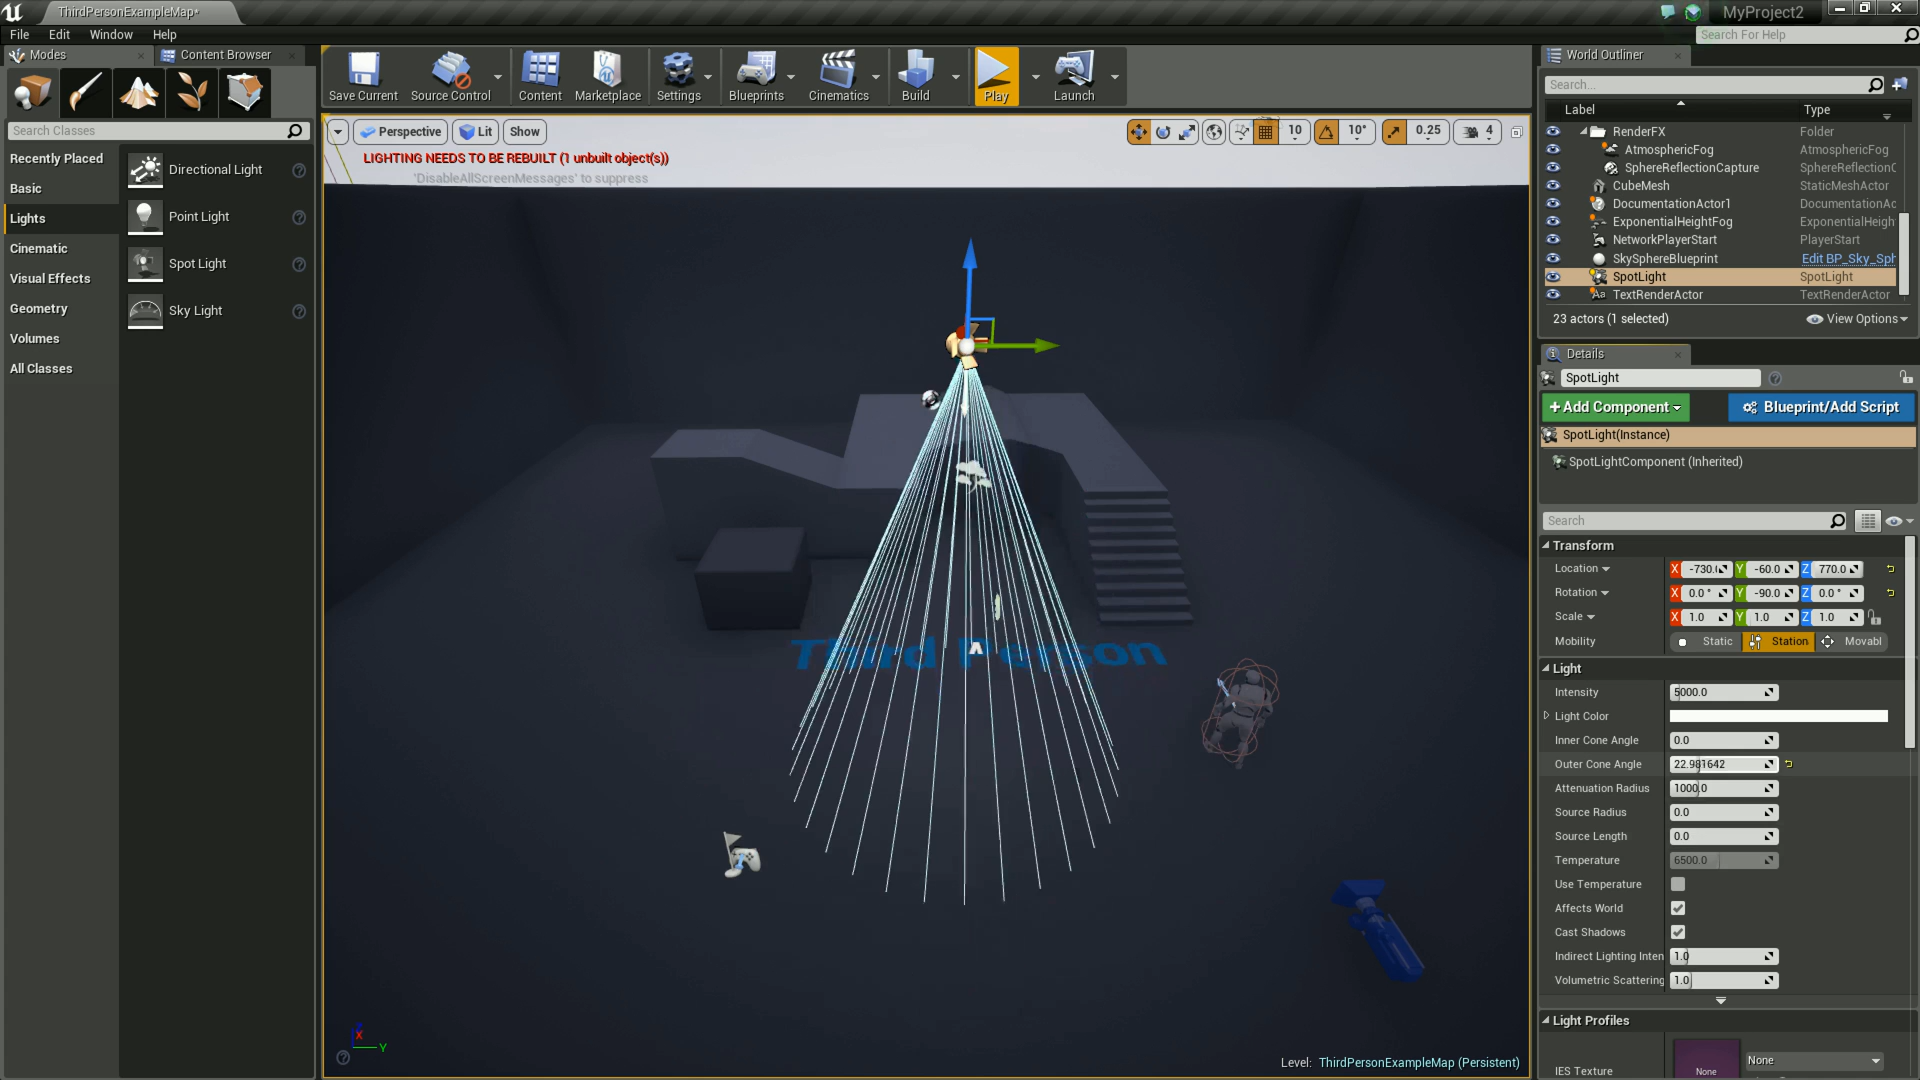 ThirdPersonExampleMap*
MyProject2
File Edit Window Help
Search For Help
Modes
Content Browser
Search Classes
Recently Placed
Basic
Lights
Cinematic
Visual Effects
Geometry
Volumes
All Classes
Directional Light
Point Light
Spot Light
Sky Light
Save Current
Source Control
Content
Marketplace
Settings
Blueprints
Cinematics
Build
Play
Launch
Perspective
Lit
Show
10
10°
0.25
4
LIGHTING NEEDS TO BE REBUILT (1 unbuilt object(s))
'DisableAllScreenMessages' to suppress
Third Person
X
Y
Level: ThirdPersonExampleMap (Persistent)
World Outliner
Search...
Label Type
RenderFX Folder
AtmosphericFog AtmosphericFog
SphereReflectionCapture SphereReflectionC
CubeMesh StaticMeshActor
DocumentationActor1 DocumentationAc
ExponentialHeightFog ExponentialHeigh
NetworkPlayerStart PlayerStart
SkySphereBlueprint Edit BP_Sky_Sph
SpotLight SpotLight
Aa TextRenderActor TextRenderActor
23 actors (1 selected)
View Options
Details
SpotLight
+Add Component
Blueprint/Add Script
SpotLight(Instance)
SpotLightComponent (Inherited)
Search
Transform
Location X -730.( Y -60.0 Z 770.0
Rotation X 0.0 ° Y -90.0 Z 0.0 °
Scale X 1.0 Y 1.0 Z 1.0
Mobility Static Station Movabl
Light
Intensity 5000.0
Light Color
Inner Cone Angle 0.0
Outer Cone Angle 22.981642
Attenuation Radius 1000.0
Source Radius 0.0
Source Length 0.0
Temperature 6500.0
Use Temperature
Affects World
Cast Shadows
Indirect Lighting Inten 1.0
Volumetric Scattering 1.0
Light Profiles
IES Texture
None
None